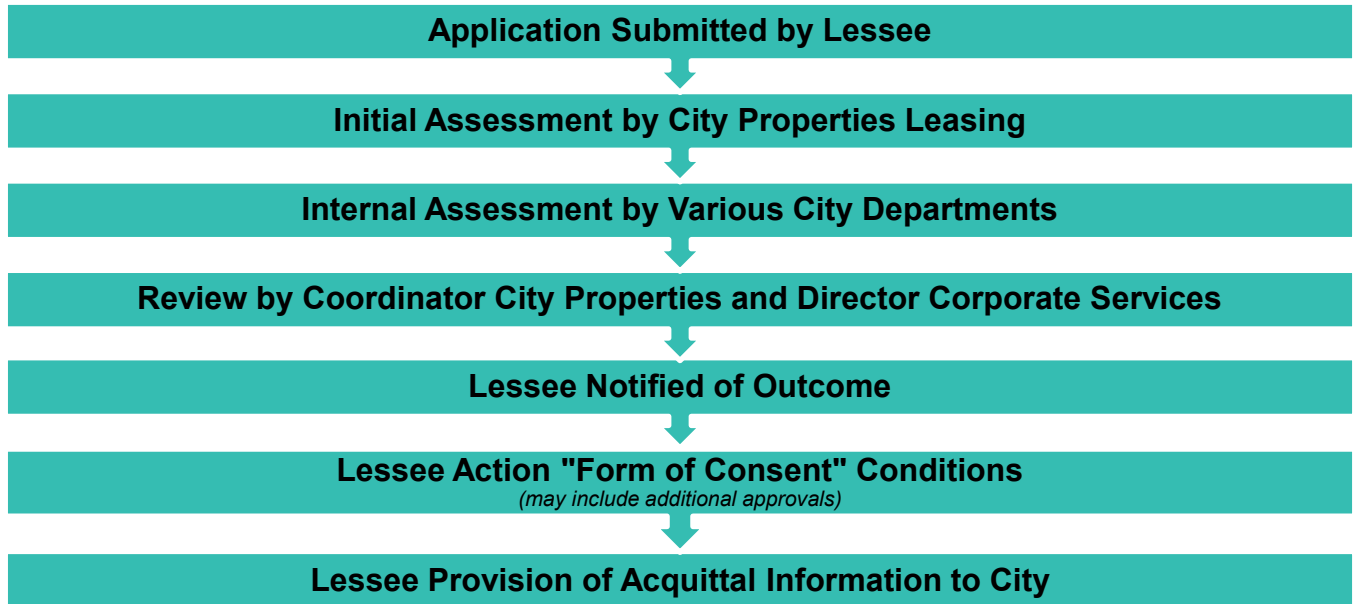 Application Submitted by Lessee
Initial Assessment by City Properties Leasing
Internal Assessment by Various City Departments
Review by Coordinator City Properties and Director Corporate Services
Lessee Notified of Outcome
Lessee Action "Form of Consent" Conditions
(may include additional approvals)
Lessee Provision of Acquittal Information to City